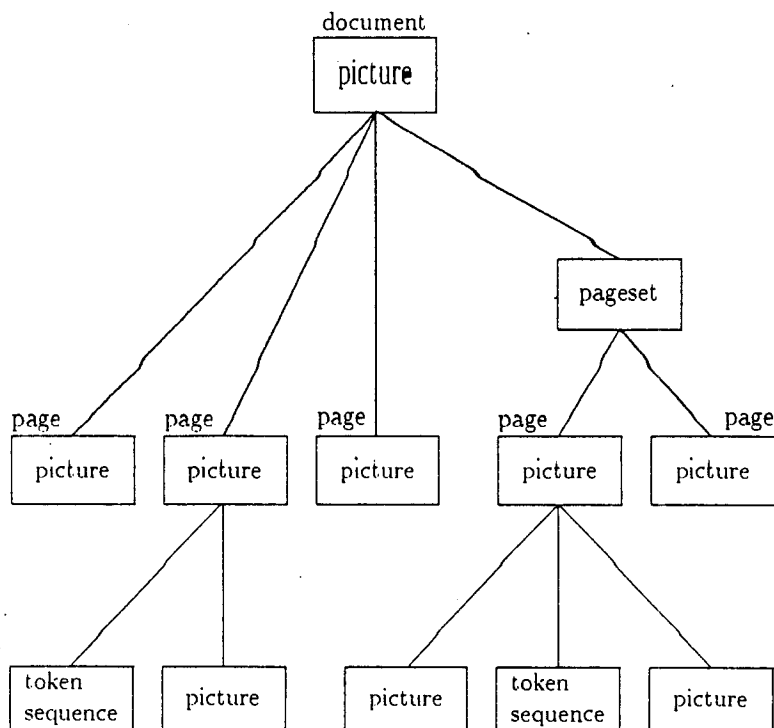 document
picture
pageset
page page page page page
picture picture picture picture picture
token
sequence
picture
picture
token
sequence
picture